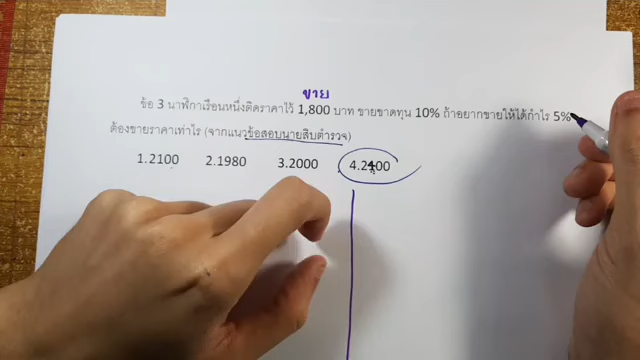 ขาย
ข้อ 3 นาฬิกาเรือนหนึ่งติดราคาไว้ 1,800 บาท ขายขาดทุน 10% ถ้าอยากขายให้ได้กำไร 5%
ต้องขายราคาเท่าไร (จากแนวข้อสอบนายสิบตำรวจ)
1.2100 2.1980 3.2000 4.2400